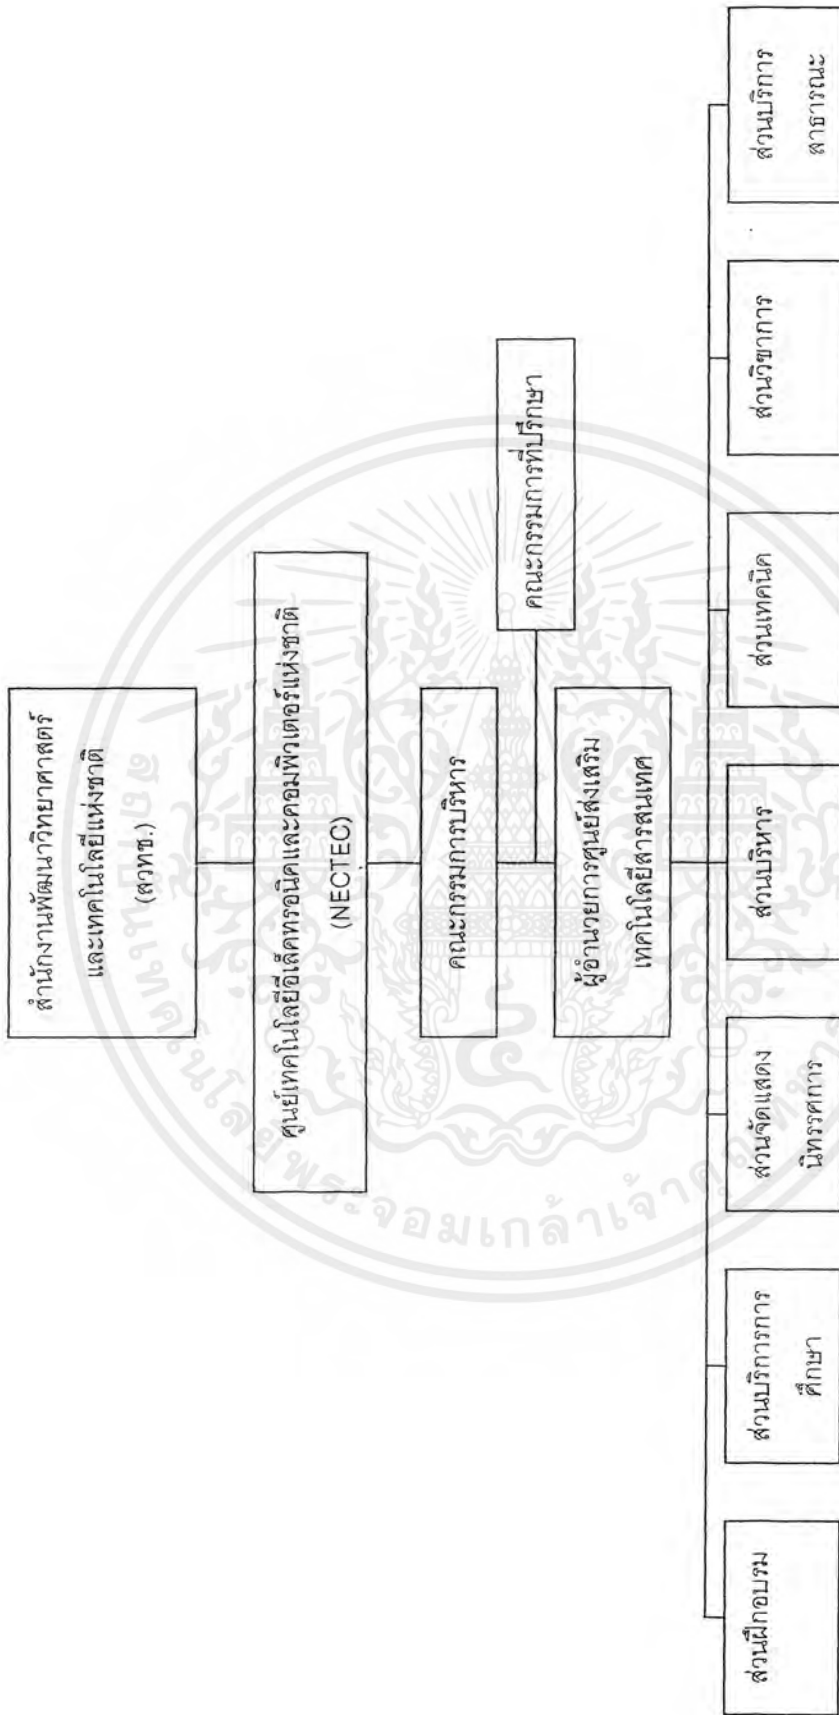 สำนักงานพัฒนาวิทยาศาสตร์
และเทคโนโลยีแห่งชาติ
(สวทช.)
ศูนย์เทคโนโลยีอีเล็คทรอนิคและคอมพิวเตอร์แห่งชาติ
(NECTEC)
คณะกรรมการบริหาร
คณะกรรมการที่ปรึกษา
ผู้อำนวยการศูนย์ส่งเสริม
เทคโนโลยีสารสนเทศ
ส่วนฝึกอบรม
ส่วนบริการการ
ศึกษา
ส่วนจัดแสดง
นิทรรศการ
ส่วนบริหาร
ส่วนเทคนิค
ส่วนวิชาการ
ส่วนบริการ
สาธารณะ